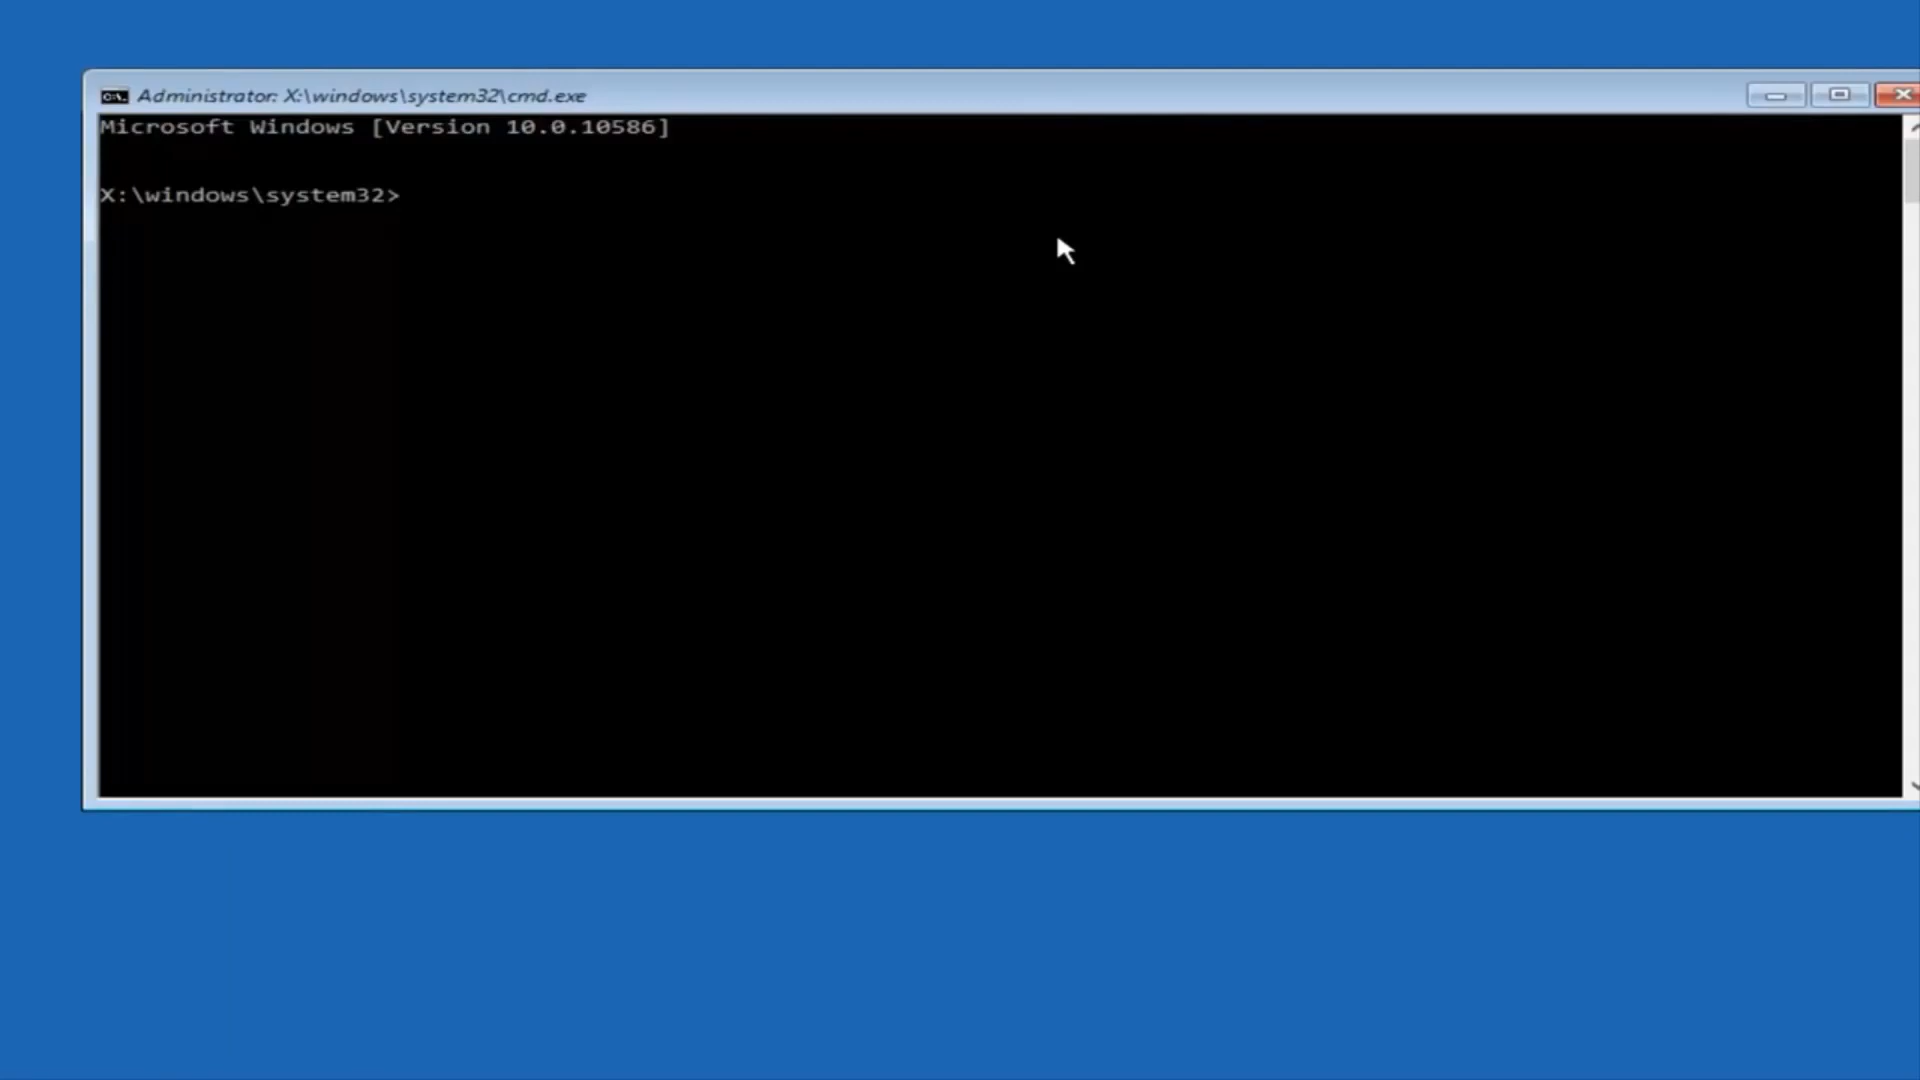 Administrator: X:\windows\system32\cmd.exe
Microsoft Windows [Version 10.0.10586]
X:\windows\system32>